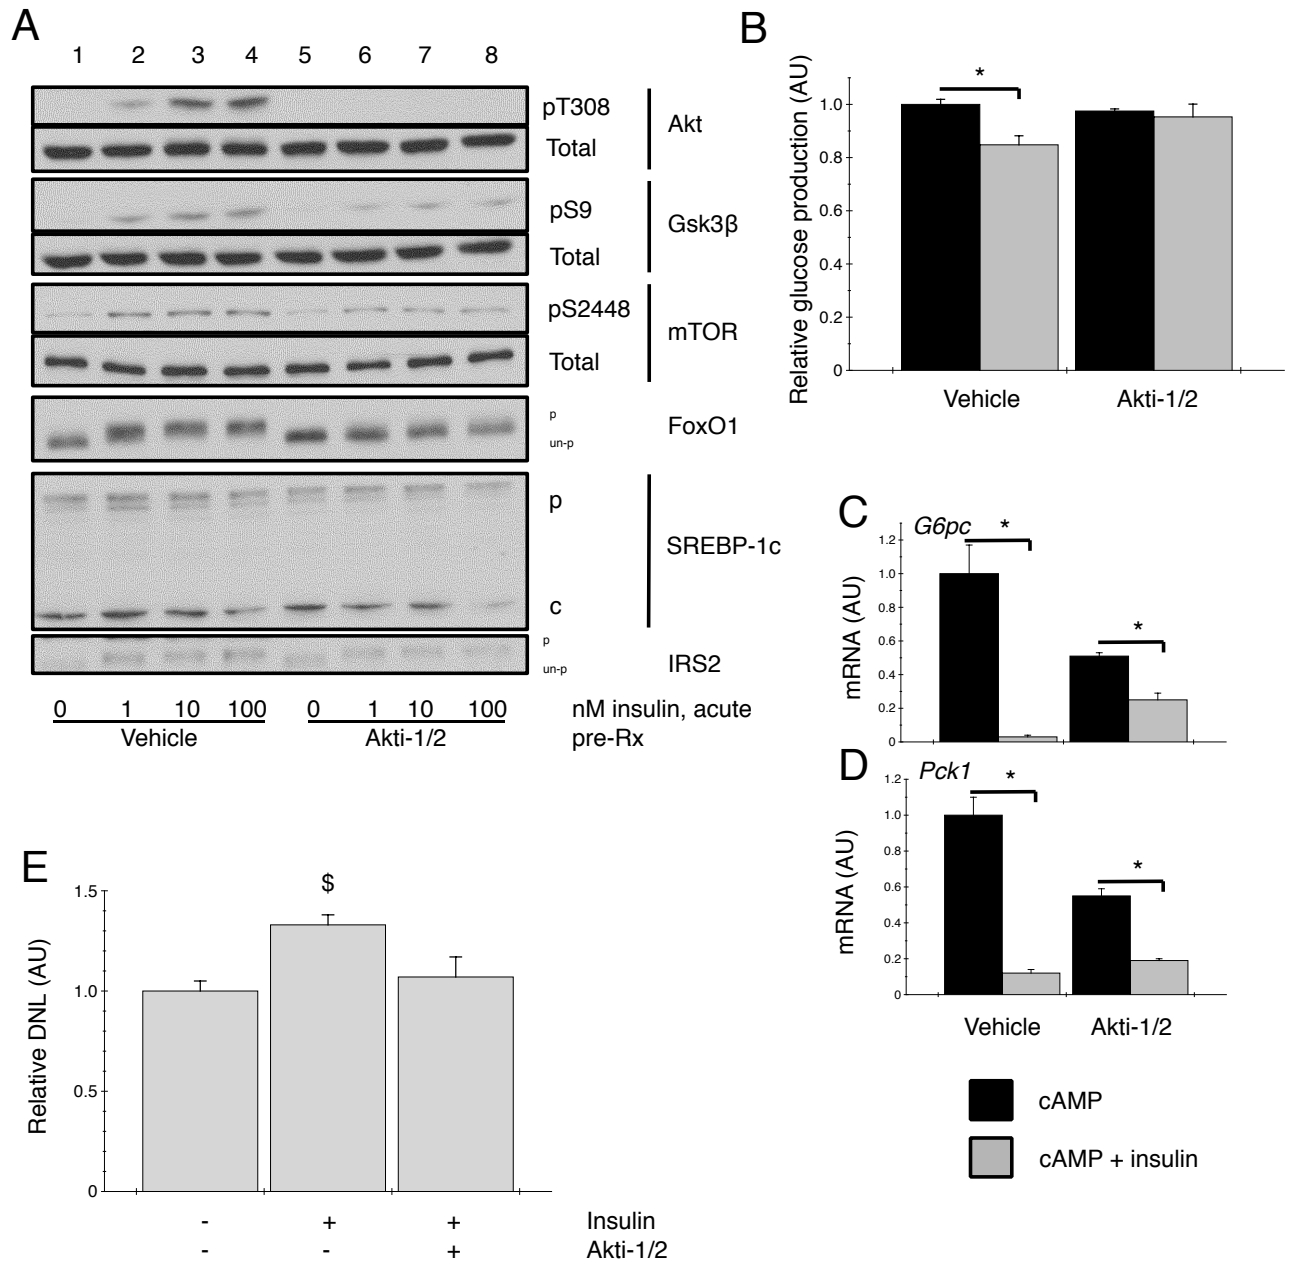 A
1 2 3 4 5 6 7 8
pT308
Akt
Total
pS9
Gsk3β
Total
pS2448
mTOR
Total
p
FoxO1
un-p
p
SREBP-1c
c
p
IRS2
un-p
0 1 10 100 0 1 10 100 nM insulin, acute
Vehicle Akti-1/2 pre-Rx
B
Relative glucose production (AU)
1.0
0.8
0.6
0.4
0.2
0
*
Vehicle Akti-1/2
C
G6pc
mRNA (AU)
1.2
1.0
0.8
0.6
0.4
0.2
0
*
*
D
Pck1
mRNA (AU)
1.2
1.0
0.8
0.6
0.4
0.2
0
*
*
Vehicle Akti-1/2
cAMP
cAMP + insulin
E
Relative DNL (AU)
1.5
1.0
0.5
0
$
- + + Insulin
- - + Akti-1/2